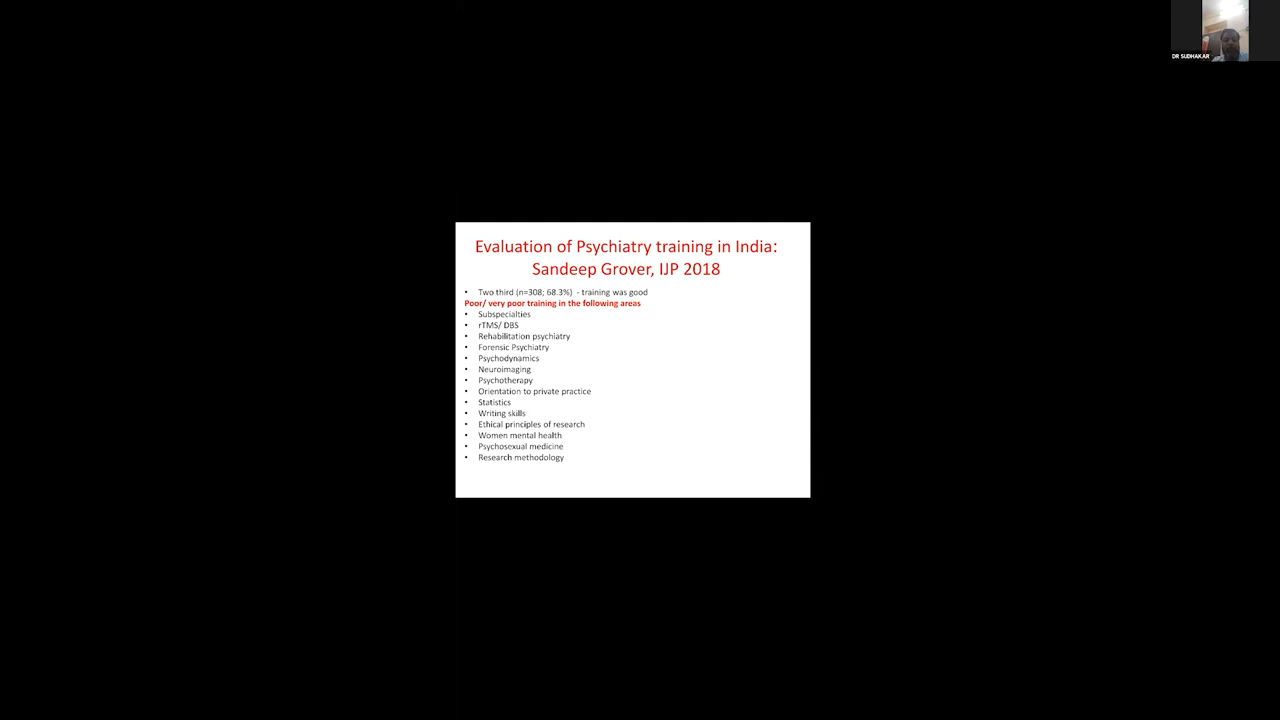 DR SUDHAKAR
Evaluation of Psychiatry training in India:
Sandeep Grover, IJP 2018
• Two third (n=308; 68.3%) - training was good
Poor/ very poor training in the following areas
• Subspecialties
• rTMS/ DBS
• Rehabilitation psychiatry
• Forensic Psychiatry
• Psychodynamics
• Neuroimaging
• Psychotherapy
• Orientation to private practice
• Statistics
• Writing skills
• Ethical principles of research
• Women mental health
• Psychosexual medicine
• Research methodology